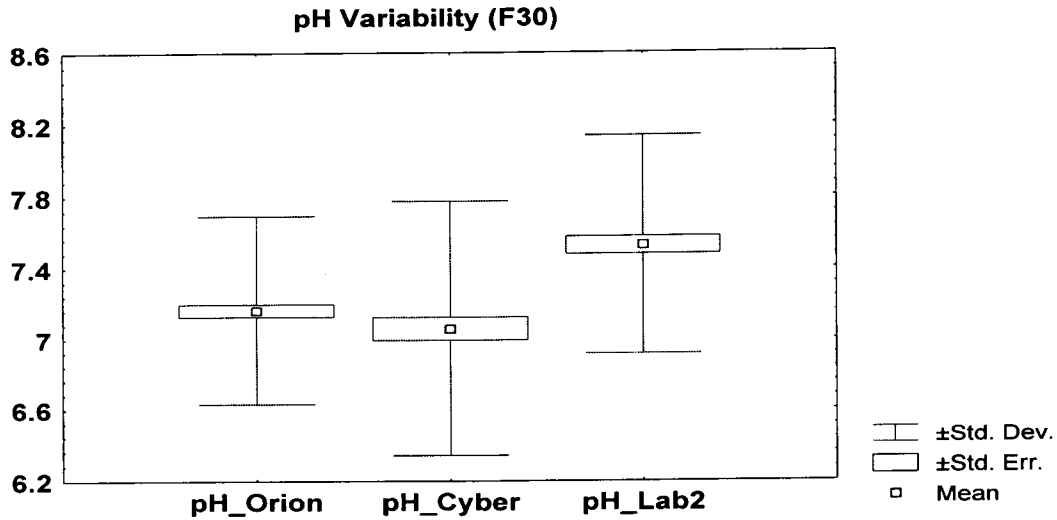 pH Variability (F30)
8.6
8.2
7.8
7.4
7
6.6
6.2
pH_Orion
pH_Cyber
pH_Lab2
±Std. Dev.
±Std. Err.
Mean